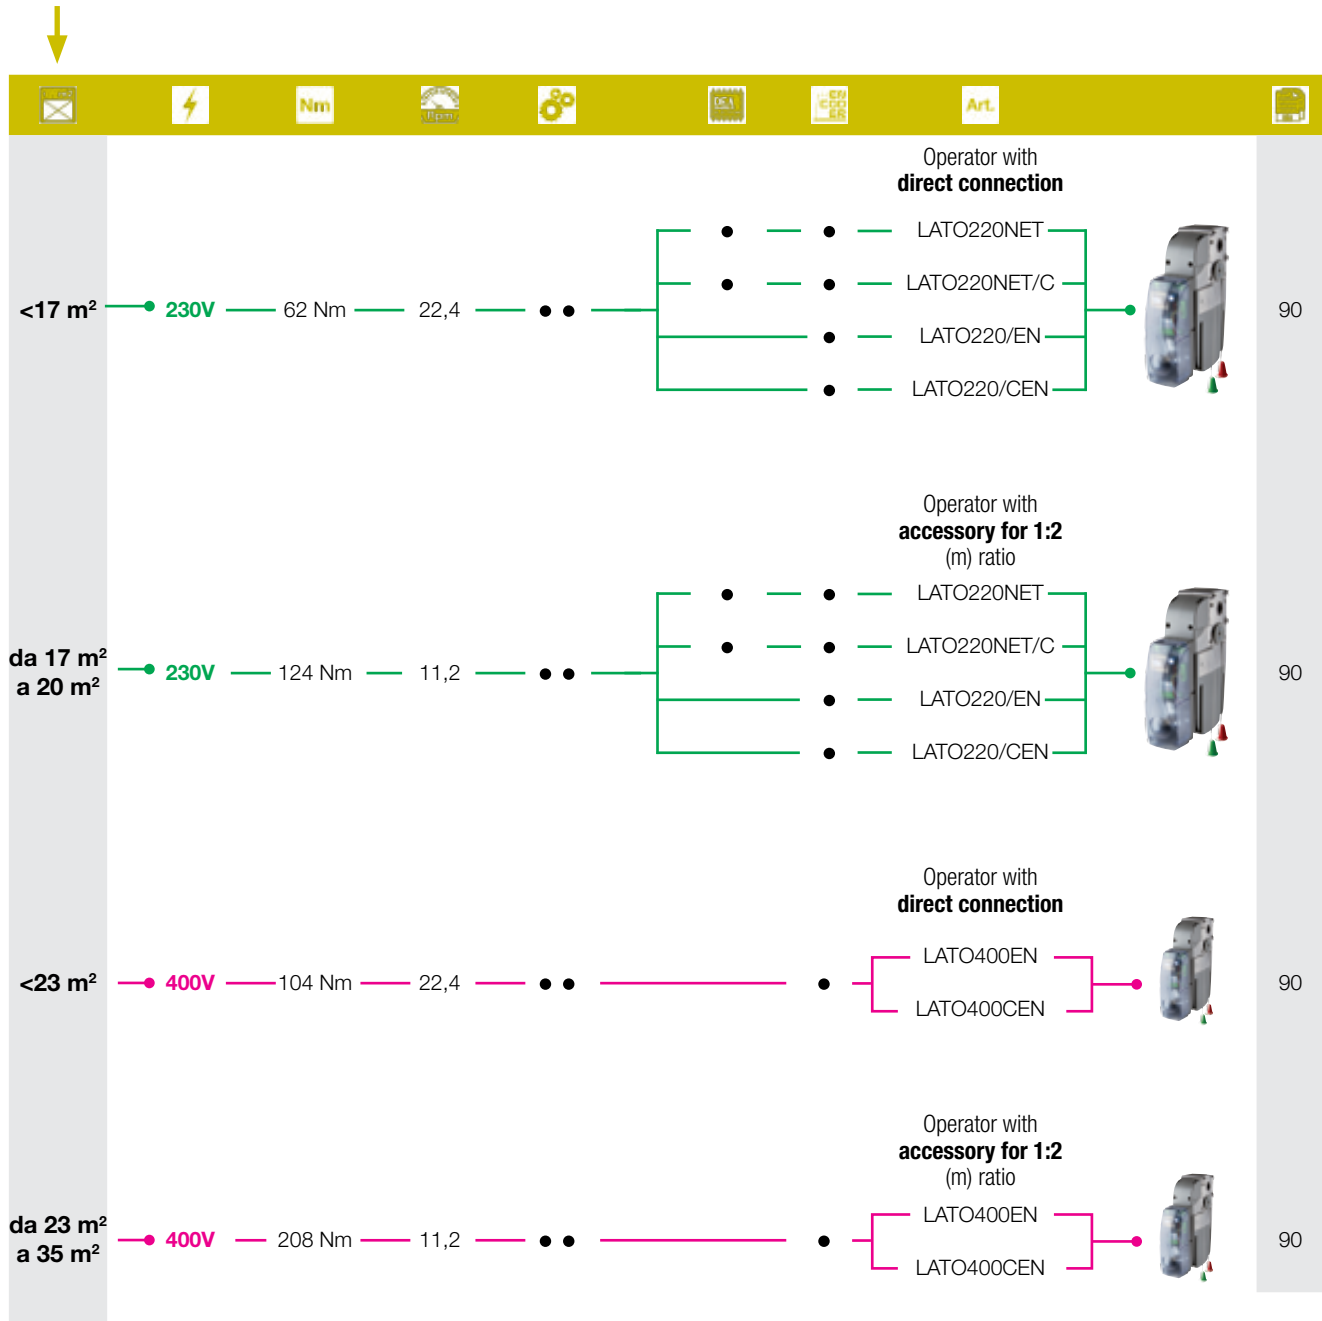 Nm
Art.
Operator with
direct connection
LATO220NET
LATO220NET/C
<17 m² 230V 62 Nm 22,4 90
LATO220/EN
LATO220/CEN
Operator with
accessory for 1:2
(m) ratio
LATO220NET
LATO220NET/C
da 17 m²
a 20 m²
230V 124 Nm 11,2 90
LATO220/EN
LATO220/CEN
Operator with
direct connection
LATO400EN
<23 m² 400V 104 Nm 22,4 90
LATO400CEN
Operator with
accessory for 1:2
(m) ratio
LATO400EN
da 23 m²
a 35 m²
400V 208 Nm 11,2 90
LATO400CEN